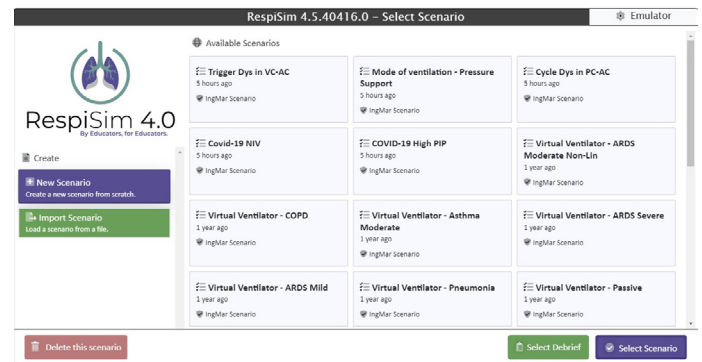 RespiSim 4.5.40416.0 – Select Scenario
Emulator
RespiSim 4.0
By Educators, for Educators.
Create
New Scenario
Create a new scenario from scratch.
Import Scenario
Load a scenario from a file.
Available Scenarios
Trigger Dys in VC-AC
5 hours ago
IngMar Scenario
Mode of ventilation - Pressure
Support
5 hours ago
IngMar Scenario
Cycle Dys in PC-AC
5 hours ago
IngMar Scenario
Covid-19 NIV
5 hours ago
IngMar Scenario
COVID-19 High PIP
5 hours ago
IngMar Scenario
Virtual Ventilator - ARDS
Moderate Non-Lin
1 year ago
IngMar Scenario
Virtual Ventilator - COPD
1 year ago
IngMar Scenario
Virtual Ventilator - Asthma
Moderate
1 year ago
IngMar Scenario
Virtual Ventilator - ARDS Severe
1 year ago
IngMar Scenario
Virtual Ventilator - ARDS Mild
1 year ago
IngMar Scenario
Virtual Ventilator - Pneumonia
1 year ago
IngMar Scenario
Virtual Ventilator - Passive
1 year ago
IngMar Scenario
Delete this scenario
Select Debrief
Select Scenario